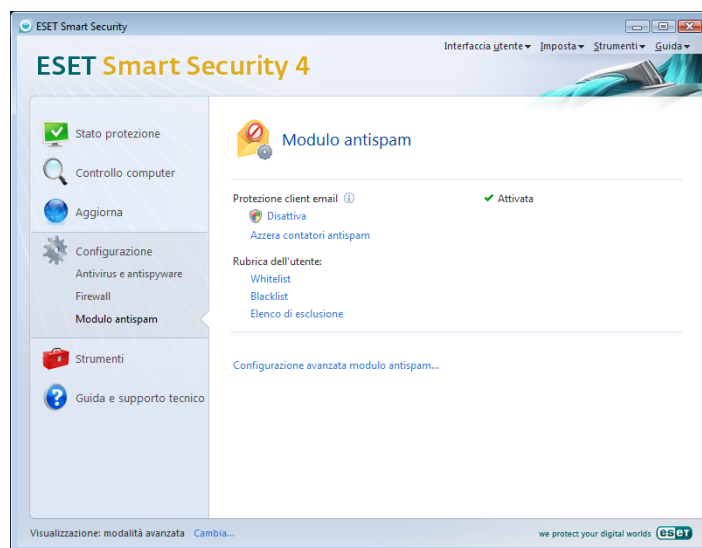 ESET Smart Security
Interfaccia utente Imposta Strumenti Guida
ESET Smart Security 4
Stato protezione
Controllo computer
Aggiorna
Configurazione
Antivirus e antispyware
Firewall
Modulo antispam
Strumenti
Guida e supporto tecnico
Modulo antispam
Protezione client email Attivata
Disattiva
Azzera contatori antispam
Rubrica dell'utente:
Whitelist
Blacklist
Elenco di esclusione
Configurazione avanzata modulo antispam...
Visualizzazione: modalità avanzata Cambia...
we protect your digital worlds eset